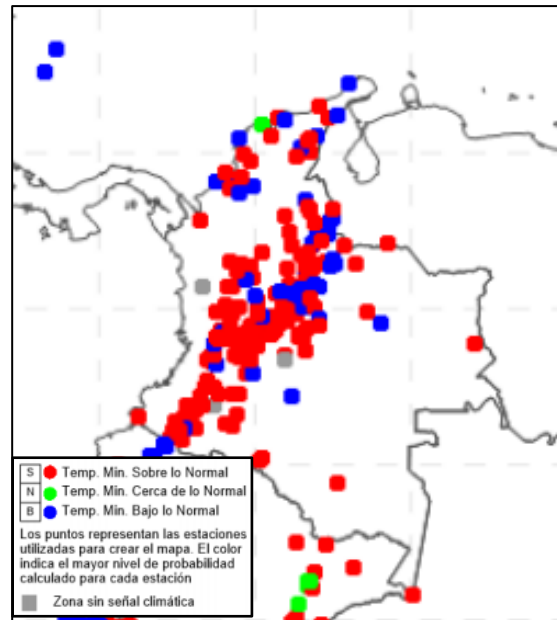 S Temp. Min. Sobre lo Normal
N Temp. Min. Cerca de lo Normal
B Temp. Min. Bajo lo Normal
Los puntos representan las estaciones
utilizadas para crear el mapa. El color
indica el mayor nivel de probabilidad
calculado para cada estación
Zona sin señal climática